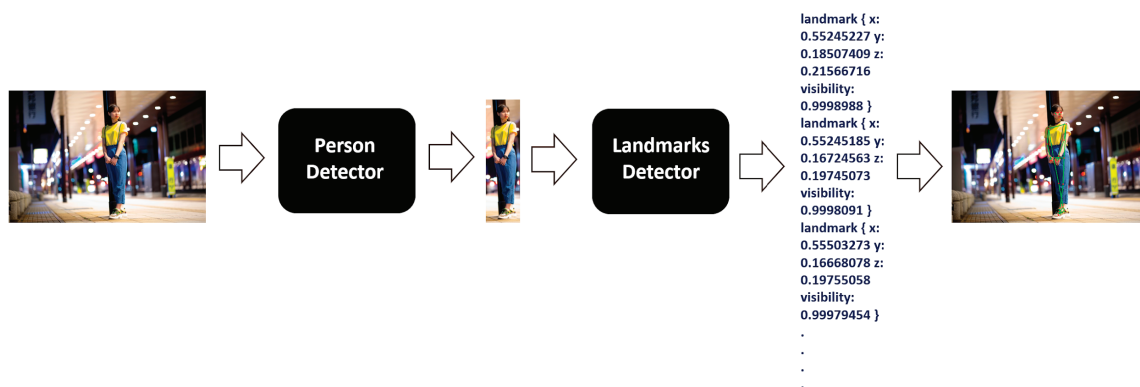 Person
Detector
Landmarks
Detector
landmark { x:
0.55245227 y:
0.18507409 z:
0.21566716
visibility:
0.9998988 }
landmark { x:
0.55245185 y:
0.16724563 z:
0.19745073
visibility:
0.9998091 }
landmark { x:
0.55503273 y:
0.16668078 z:
0.19755058
visibility:
0.99979454 }
.
.
.
.